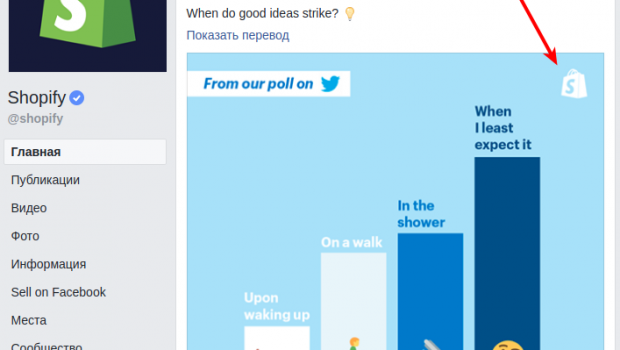 Shopify
@shopify
Главная
Публикации
Видео
Фото
Информация
Sell on Facebook
Места
Сообщество
When do good ideas strike?
Показать перевод
From our poll on
When
I least
expect it
In the
shower
On a walk
Upon
waking up